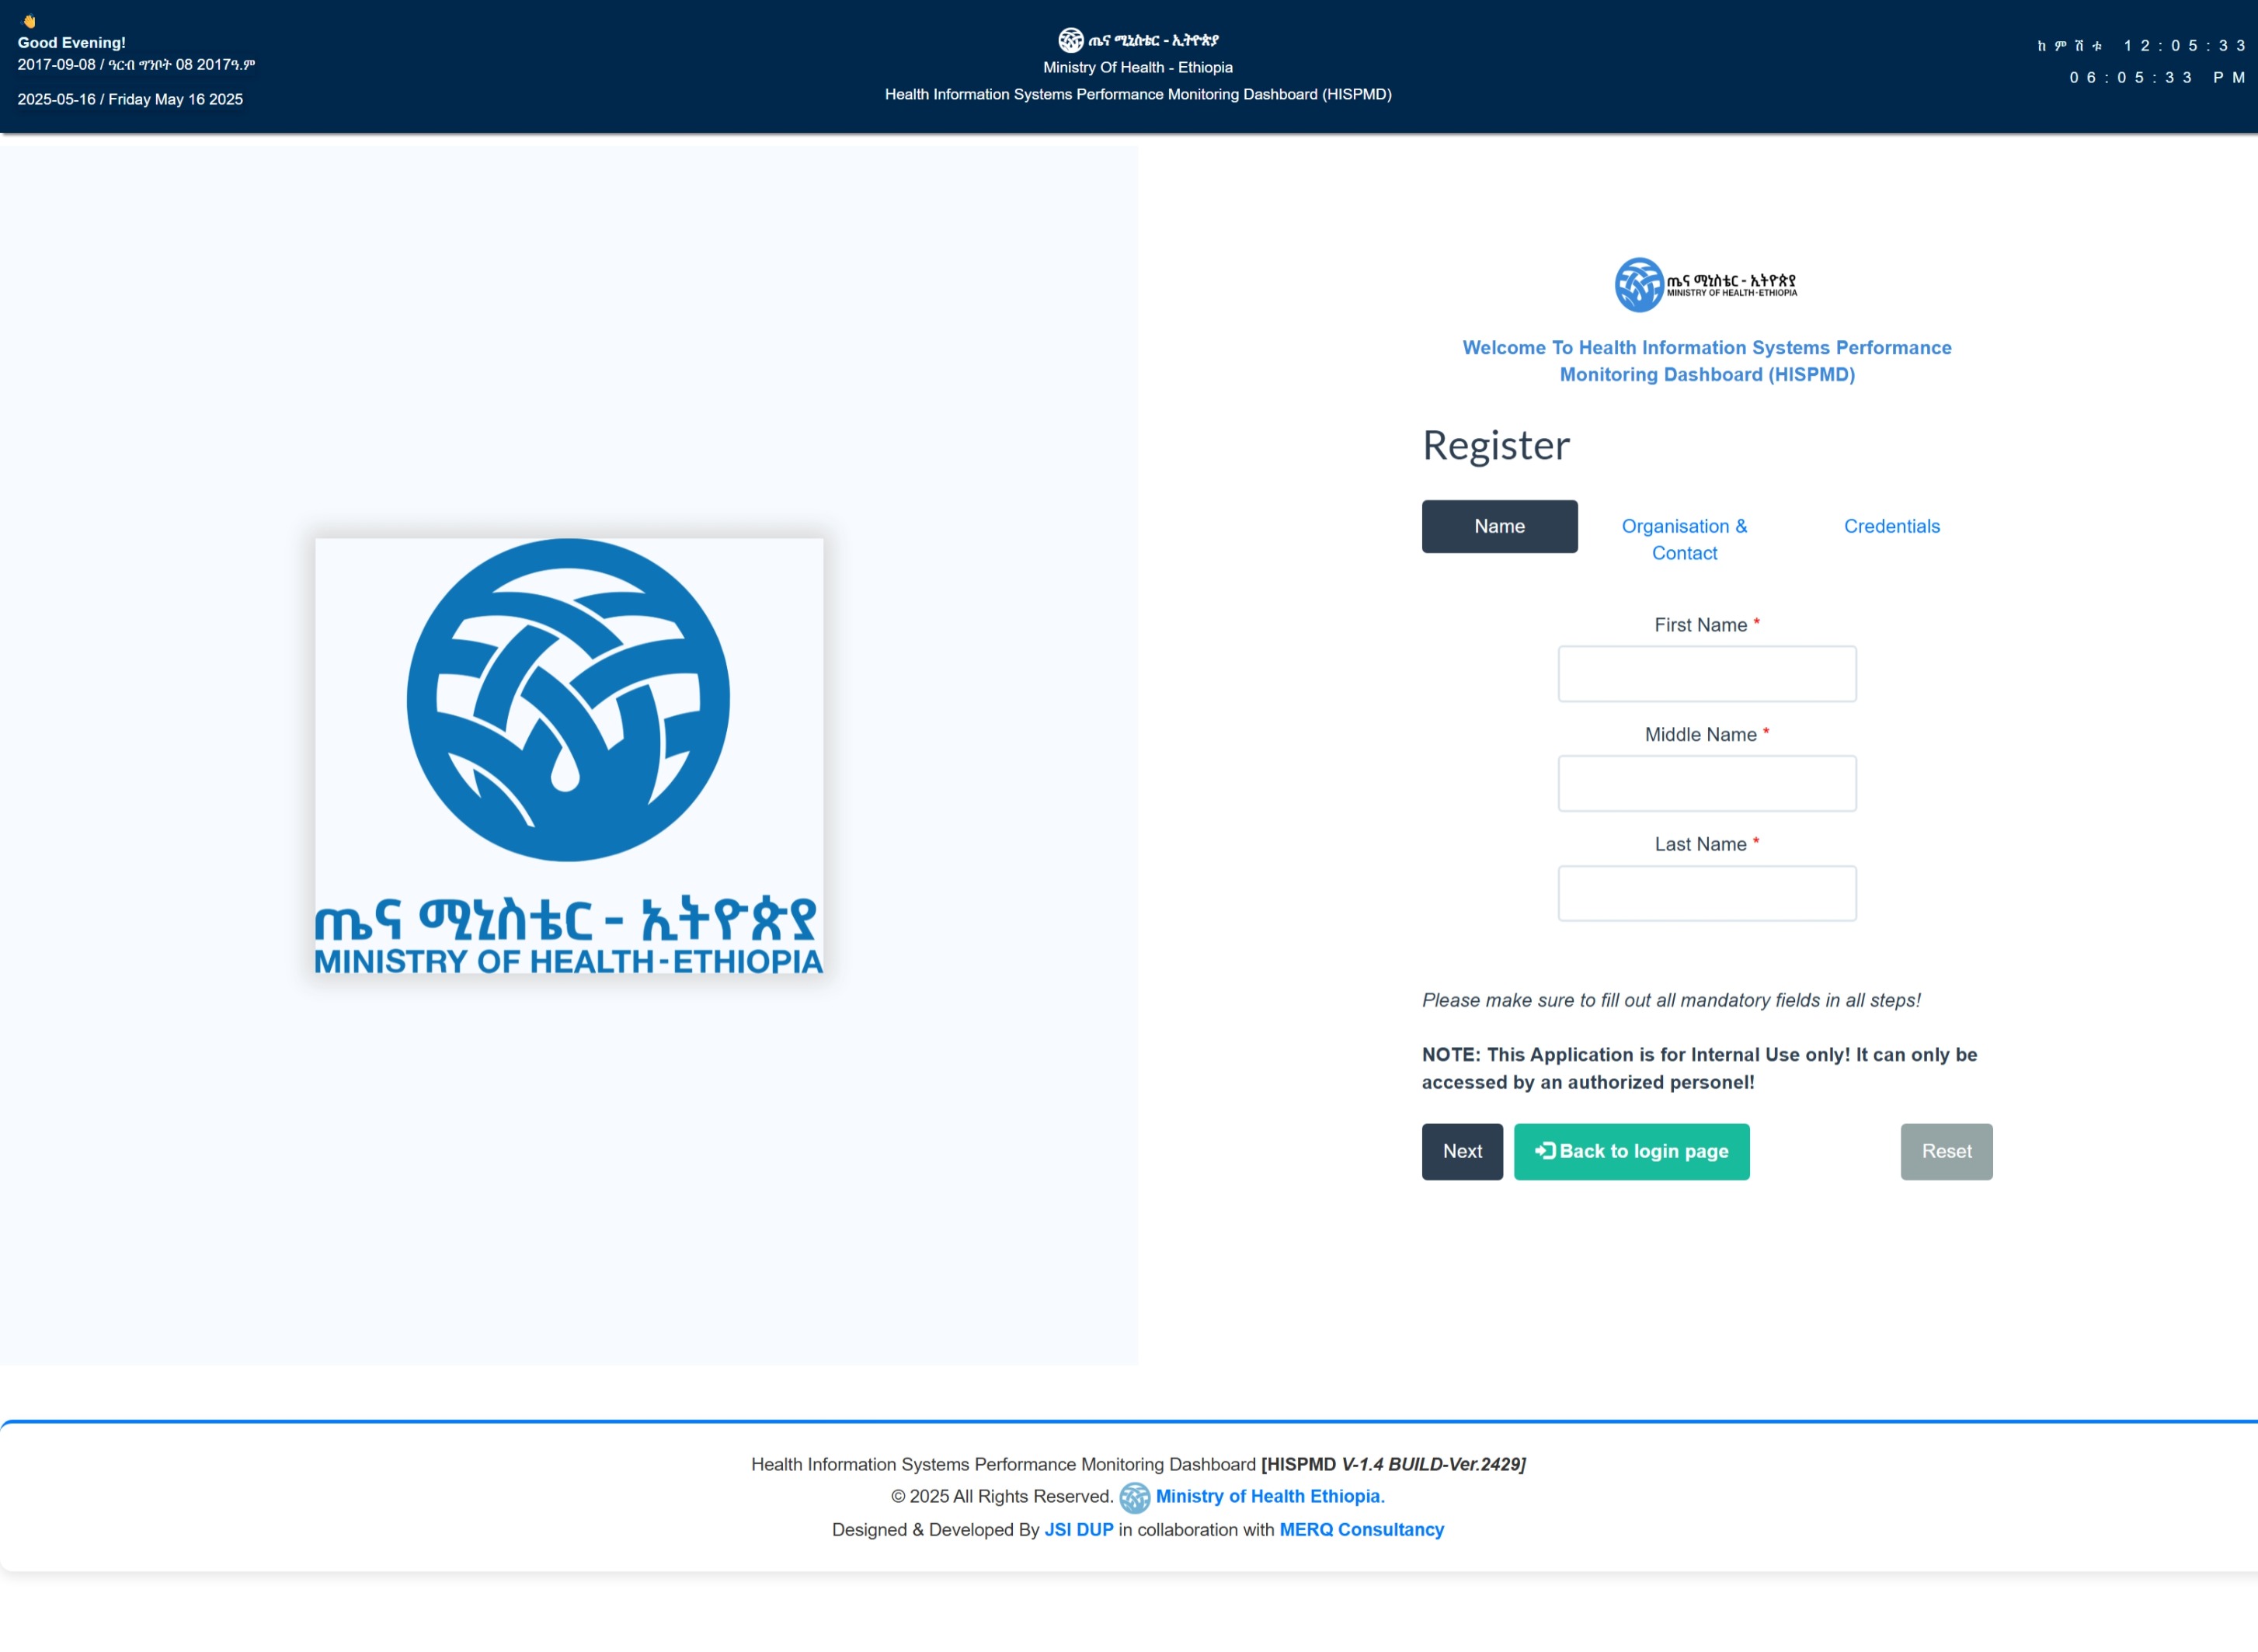 Good Evening!
2017-09-08 / ዓርብ ግንቦት 08 2017ዓ.ም
2025-05-16 / Friday May 16 2025
ጤና ሚኒስቴር - ኢትዮጵያ
Ministry Of Health - Ethiopia
Health Information Systems Performance Monitoring Dashboard (HISPMD)
ከምሽቱ 12:05:33
06:05:33 PM
ጤና ሚኒስቴር - ኢትዮጵያ
MINISTRY OF HEALTH-ETHIOPIA
ጤና ሚኒስቴር - ኢትዮጵያ
MINISTRY OF HEALTH-ETHIOPIA
Welcome To Health Information Systems Performance
Monitoring Dashboard (HISPMD)
Register
Name
Organisation &
Contact
Credentials
First Name *
Middle Name *
Last Name *
Please make sure to fill out all mandatory fields in all steps!
NOTE: This Application is for Internal Use only! It can only be
accessed by an authorized personel!
Next
Back to login page
Reset
Health Information Systems Performance Monitoring Dashboard [HISPMD V-1.4 BUILD-Ver.2429]
© 2025 All Rights Reserved. Ministry of Health Ethiopia.
Designed & Developed By JSI DUP in collaboration with MERQ Consultancy